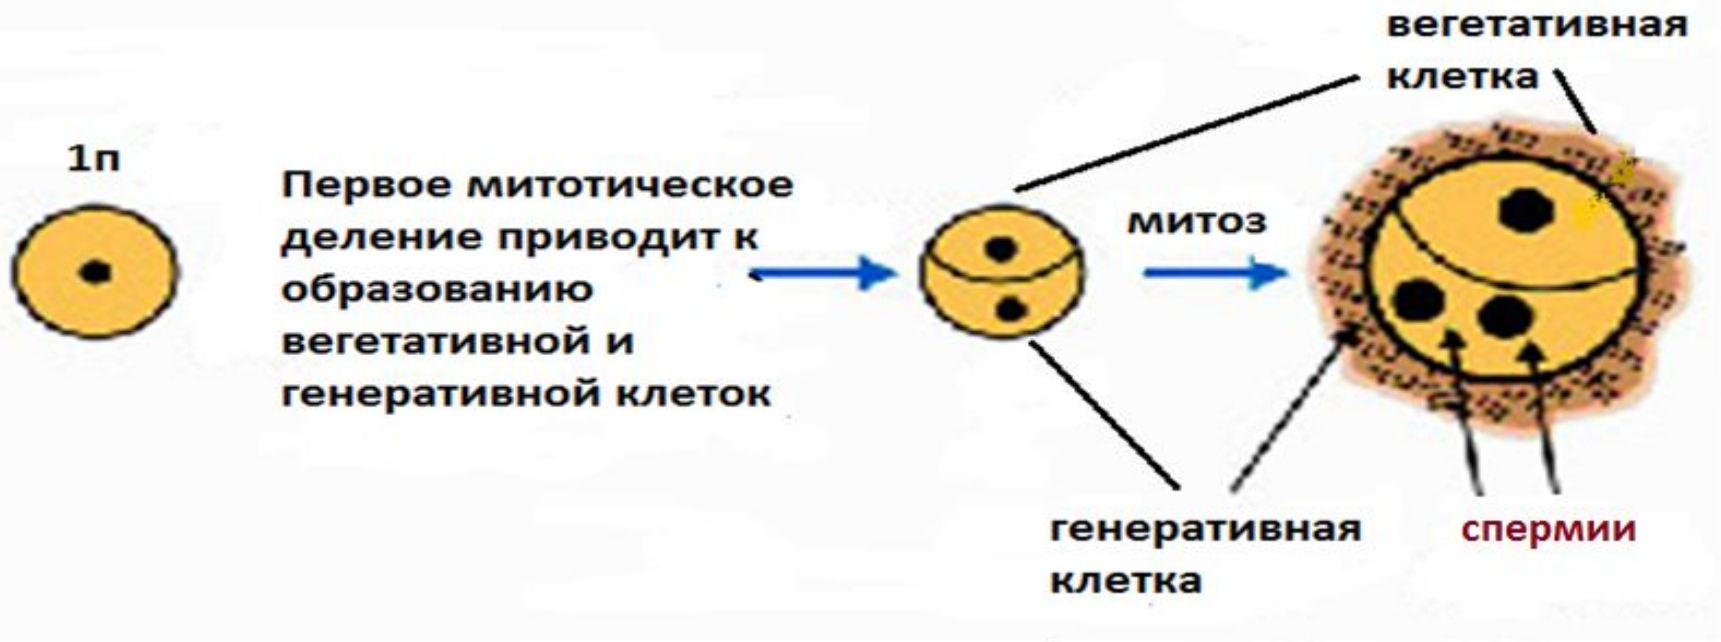 вегетативная
клетка
1п
Первое митотическое
деление приводит к
образованию
вегетативной и
генеративной клеток
митоз
генеративная
клетка
спермии